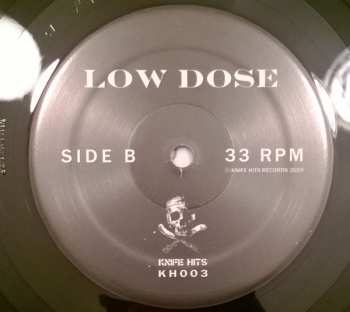 LOW DOSE
SIDE B
33 RPM
KNIFE HITS
KH003